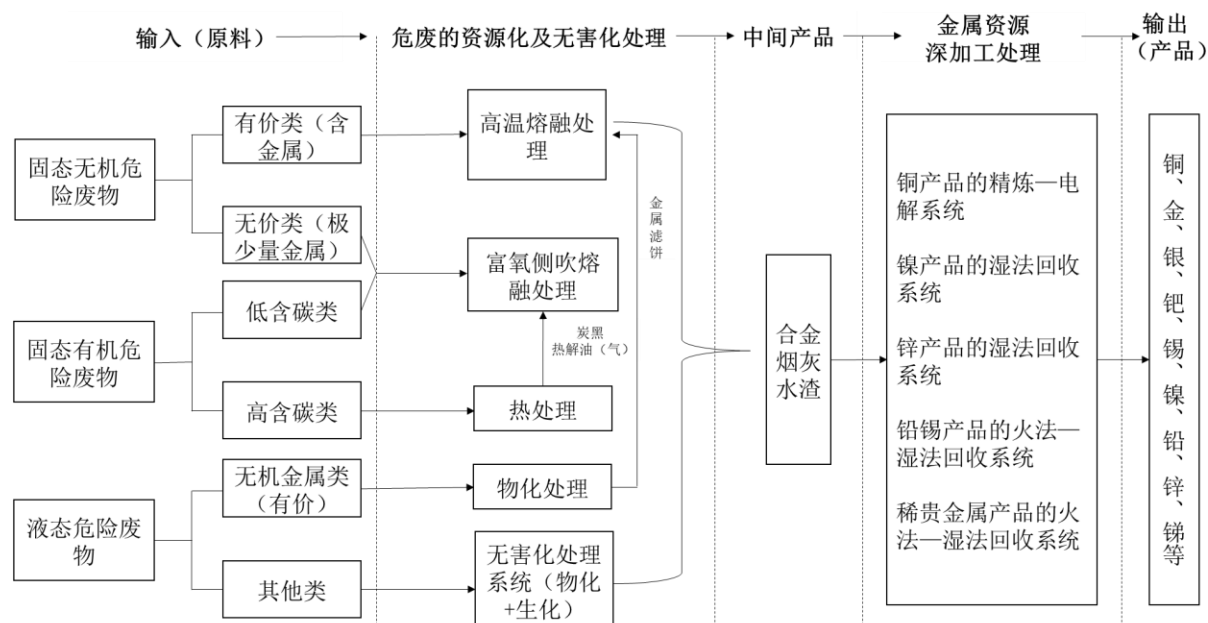 输入（原料）
危废的资源化及无害化处理
中间产品
金属资源
深加工处理
输出
（产品）
固态无机危
险废物
有价类（含
金属）
无价类（极
少量金属）
固态有机危
险废物
低含碳类
高含碳类
液态危险废
物
无机金属类
（有价）
其他类
高温熔融处
理
富氧侧吹熔
融处理
炭黑
热解油（气）
热处理
物化处理
无害化处理
系统（物化
+生化）
金属滤饼
合金
烟灰
水渣
铜产品的精炼—电
解系统
镍产品的湿法回收
系统
锌产品的湿法回收
系统
铅锡产品的火法—
湿法回收系统
稀贵金属产品的火
法—湿法回收系统
铜、金、银、钯、锡、镍、铅、锌、锑等